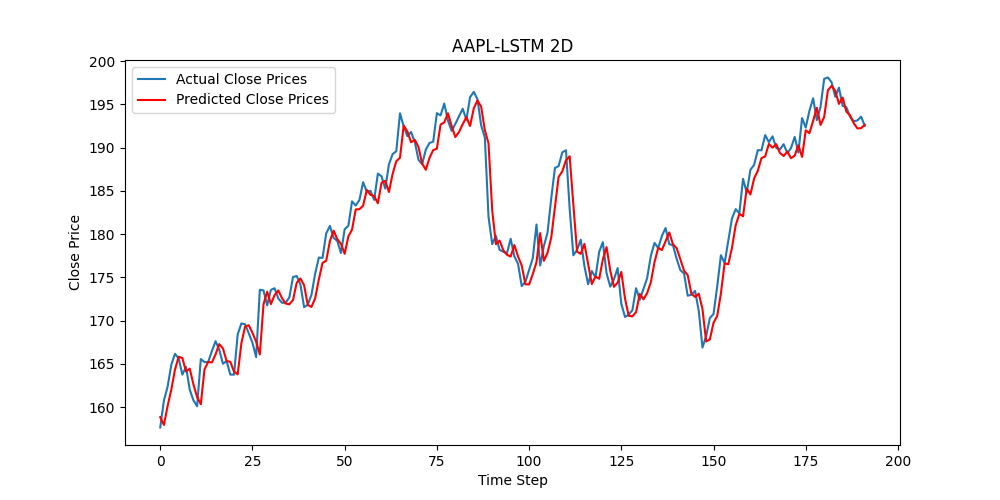 AAPL-LSTM 2D
Actual Close Prices
Predicted Close Prices
Close Price
200
195
190
185
180
175
170
165
160
0 25 50 75 100 125 150 175 200
Time Step